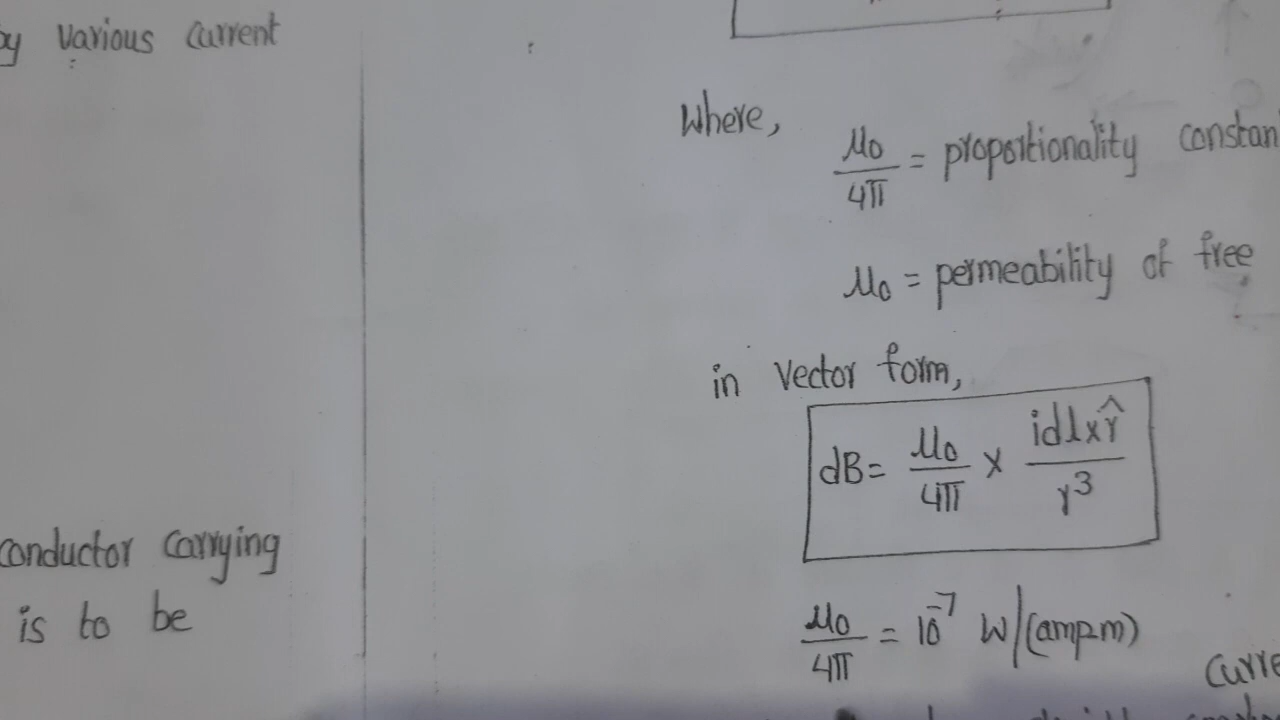 by various current
conductor carrying
is to be
Where,
μ₀/4π = proportionality constan
μ₀ = permeability of free
in vector form,
dB = μ₀/4π × idl×r̂/r³
μ₀/4π = 10⁻⁷ W/(amp-m)
Curre